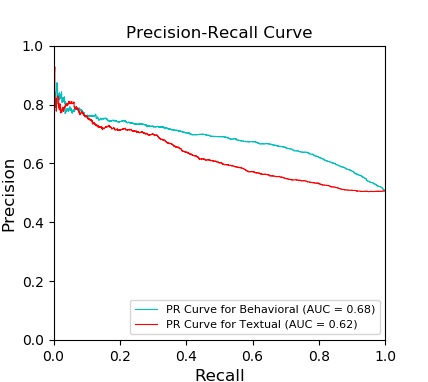 Precision-Recall Curve
1.0
0.8
0.6
0.4
0.2
0.0
Precision
PR Curve for Behavioral (AUC = 0.68)
PR Curve for Textual (AUC = 0.62)
0.0 0.2 0.4 0.6 0.8 1.0
Recall